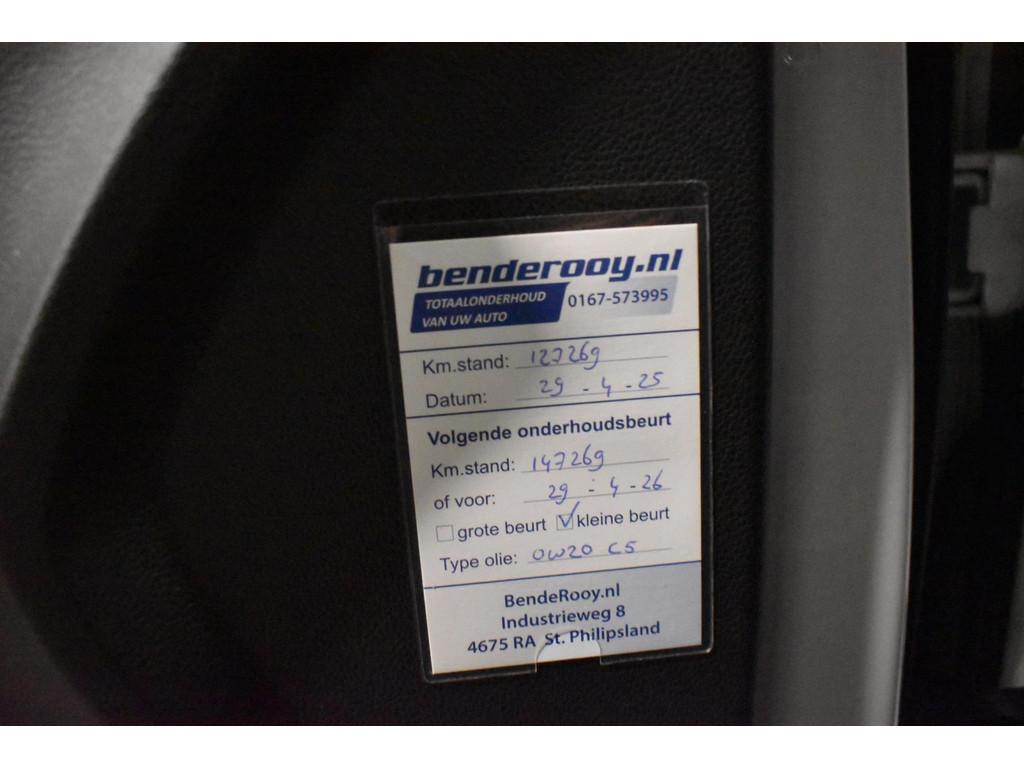 benderooy.nl
TOTAALONDERHOUD
VAN UW AUTO
0167-573995
Km.stand: 127269
Datum: 29 - 4 - 25
Volgende onderhoudsbeurt
Km.stand: 147269
of voor: 29 - 4 - 26
grote beurt kleine beurt
Type olie: 0W20 C5
BendeRooy.nl
Industrieweg 8
4675 RA St. Philipsland